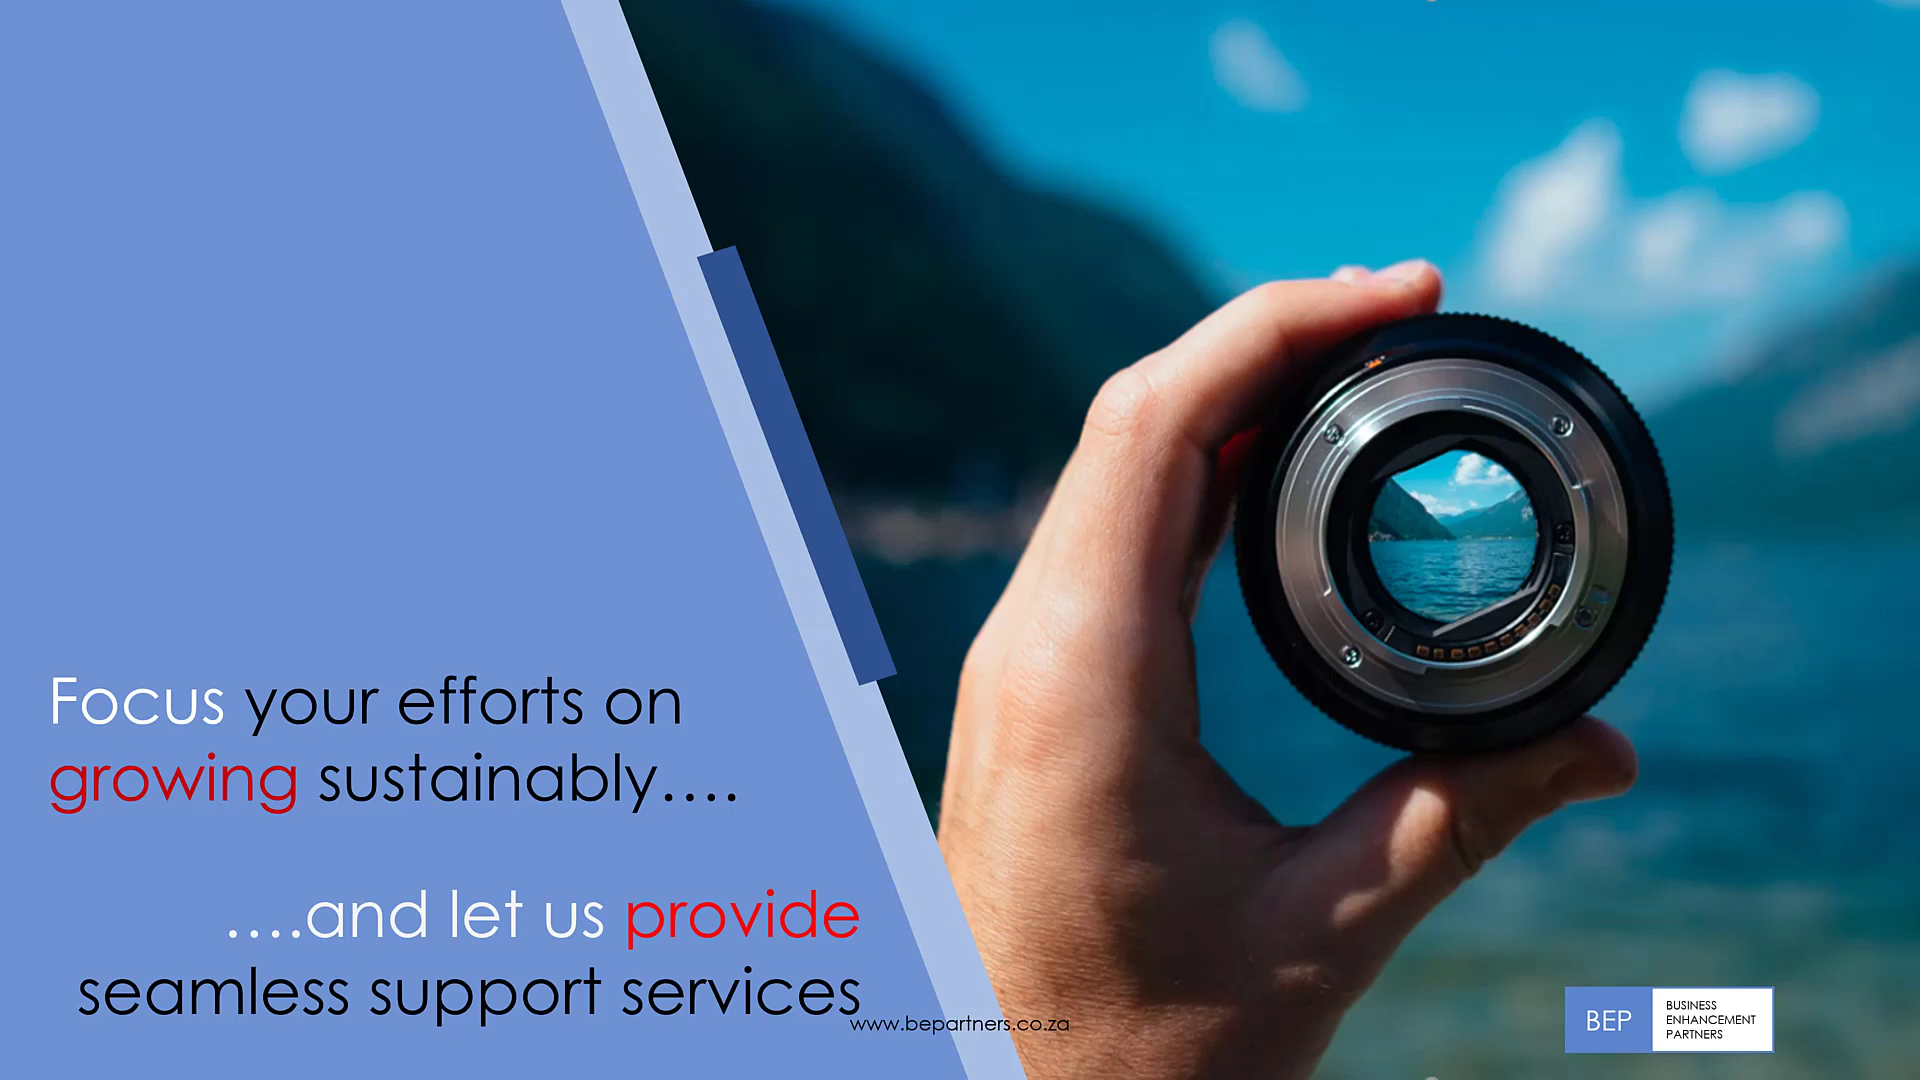 Focus your efforts on
growing sustainably....
....and let us provide
seamless support services
www.bepartners.co.za
BEP
BUSINESS
ENHANCEMENT
PARTNERS